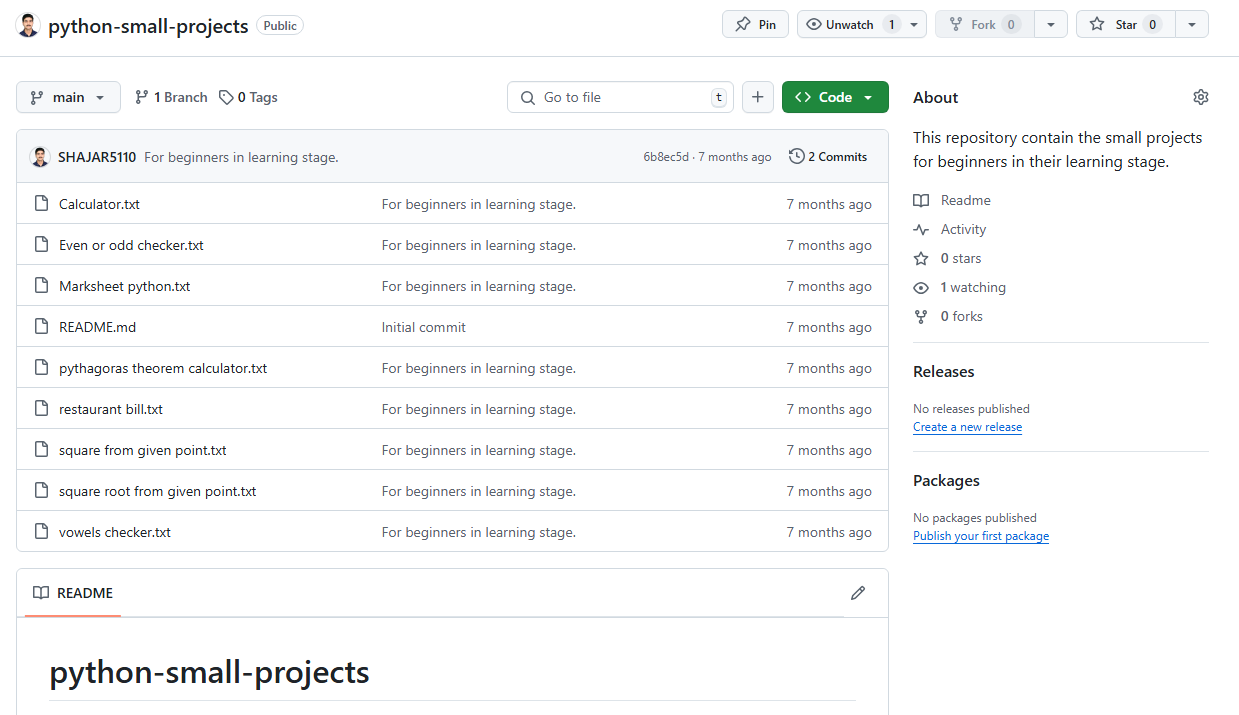 python-small-projects Public Pin Unwatch 1 Fork 0 Star 0
main 1 Branch 0 Tags Go to file t + Code
SHAJAR5110 For beginners in learning stage. 6b8ec5d · 7 months ago 2 Commits
Calculator.txt For beginners in learning stage. 7 months ago
Even or odd checker.txt For beginners in learning stage. 7 months ago
Marksheet python.txt For beginners in learning stage. 7 months ago
README.md Initial commit 7 months ago
pythagoras theorem calculator.txt For beginners in learning stage. 7 months ago
restaurant bill.txt For beginners in learning stage. 7 months ago
square from given point.txt For beginners in learning stage. 7 months ago
square root from given point.txt For beginners in learning stage. 7 months ago
vowels checker.txt For beginners in learning stage. 7 months ago
README
python-small-projects
About
This repository contain the small projects
for beginners in their learning stage.
Readme
Activity
0 stars
1 watching
0 forks
Releases
No releases published
Create a new release
Packages
No packages published
Publish your first package